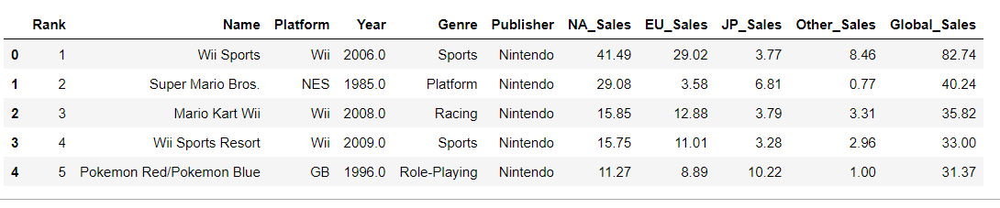 Rank Name Platform Year Genre Publisher NA_Sales EU_Sales JP_Sales Other_Sales Global_Sales
0 1 Wii Sports Wii 2006.0 Sports Nintendo 41.49 29.02 3.77 8.46 82.74
1 2 Super Mario Bros. NES 1985.0 Platform Nintendo 29.08 3.58 6.81 0.77 40.24
2 3 Mario Kart Wii Wii 2008.0 Racing Nintendo 15.85 12.88 3.79 3.31 35.82
3 4 Wii Sports Resort Wii 2009.0 Sports Nintendo 15.75 11.01 3.28 2.96 33.00
4 5 Pokemon Red/Pokemon Blue GB 1996.0 Role-Playing Nintendo 11.27 8.89 10.22 1.00 31.37